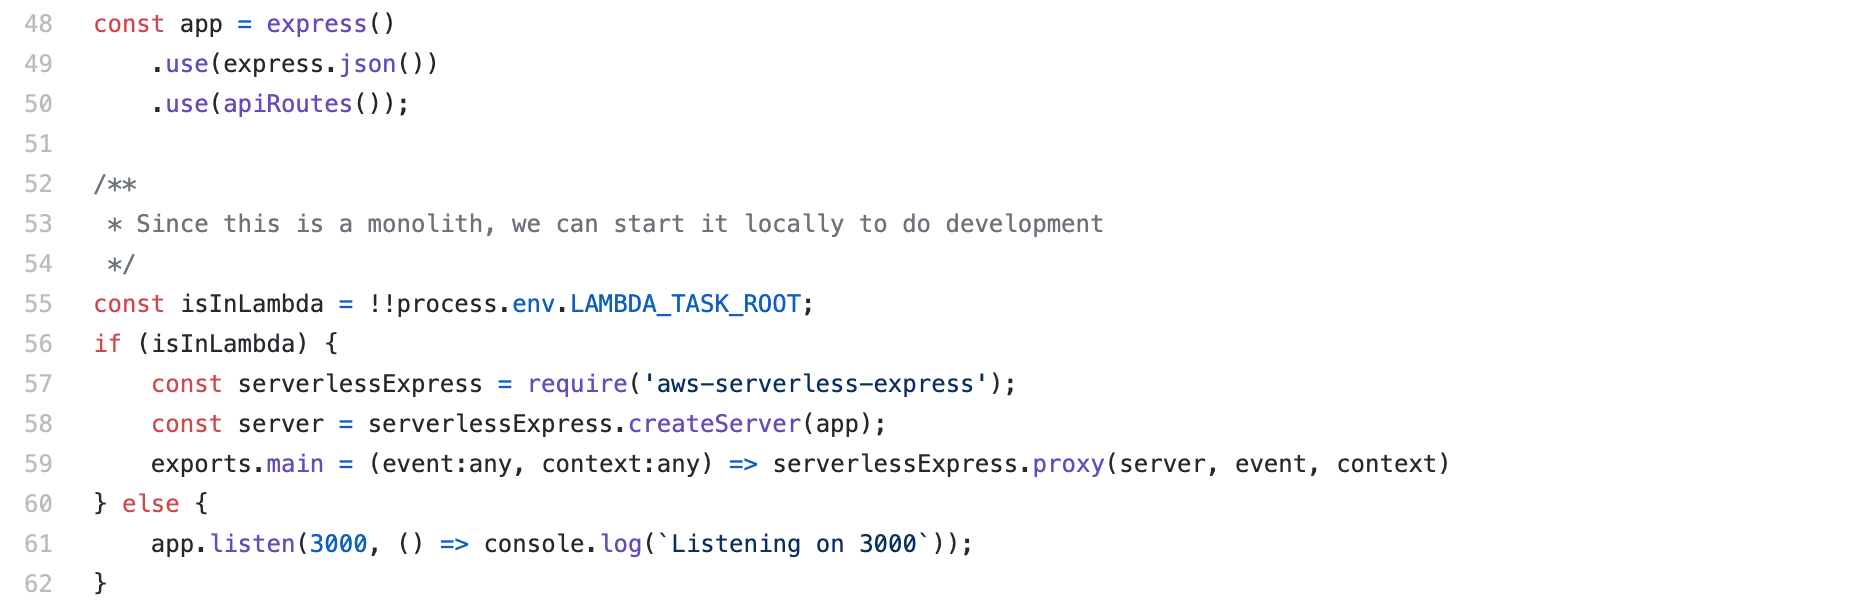 48 const app = express()
49     .use(express.json())
50     .use(apiRoutes());
51
52 /**
53  * Since this is a monolith, we can start it locally to do development
54  */
55 const isInLambda = !!process.env.LAMBDA_TASK_ROOT;
56 if (isInLambda) {
57     const serverlessExpress = require('aws-serverless-express');
58     const server = serverlessExpress.createServer(app);
59     exports.main = (event:any, context:any) => serverlessExpress.proxy(server, event, context)
60 } else {
61     app.listen(3000, () => console.log(`Listening on 3000`));
62 }